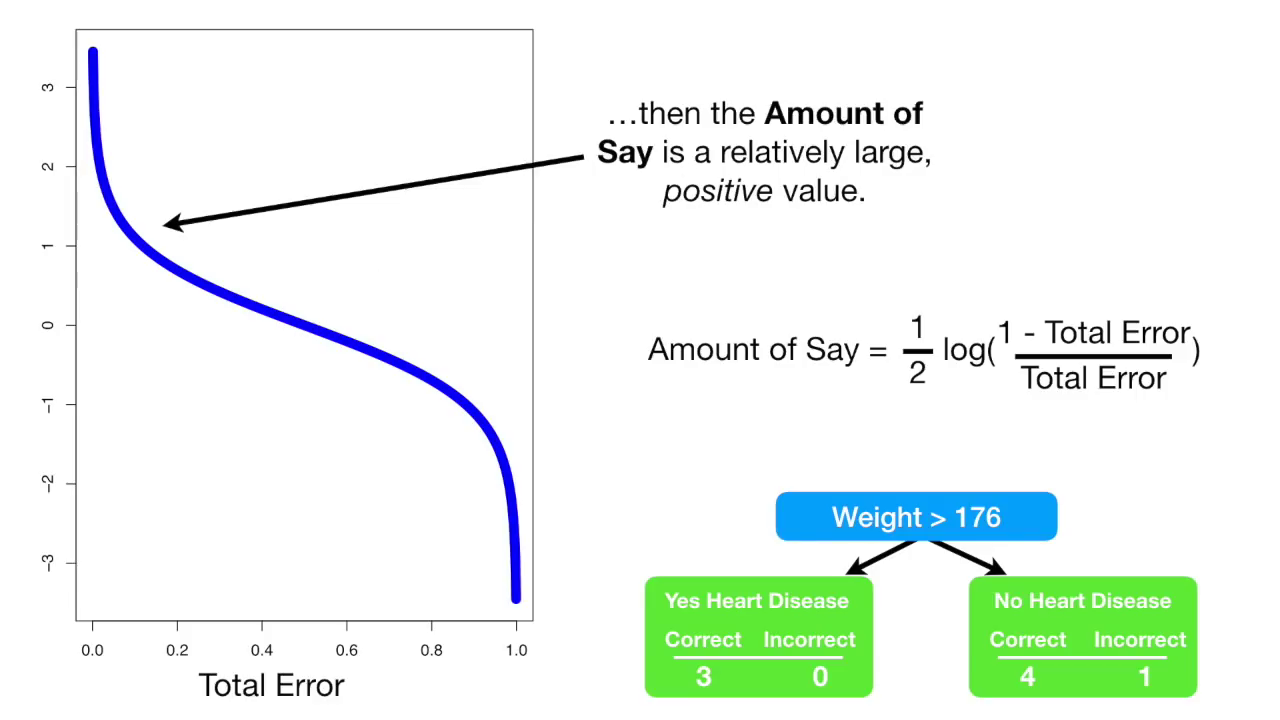 …then the Amount of
Say is a relatively large,
positive value.
3
2
1
0
-1
-2
-3
0.0 0.2 0.4 0.6 0.8 1.0
Total Error
Amount of Say = 1/2 log(1 - Total Error/Total Error)
Weight > 176
Yes Heart Disease
Correct Incorrect
3 0
No Heart Disease
Correct Incorrect
4 1